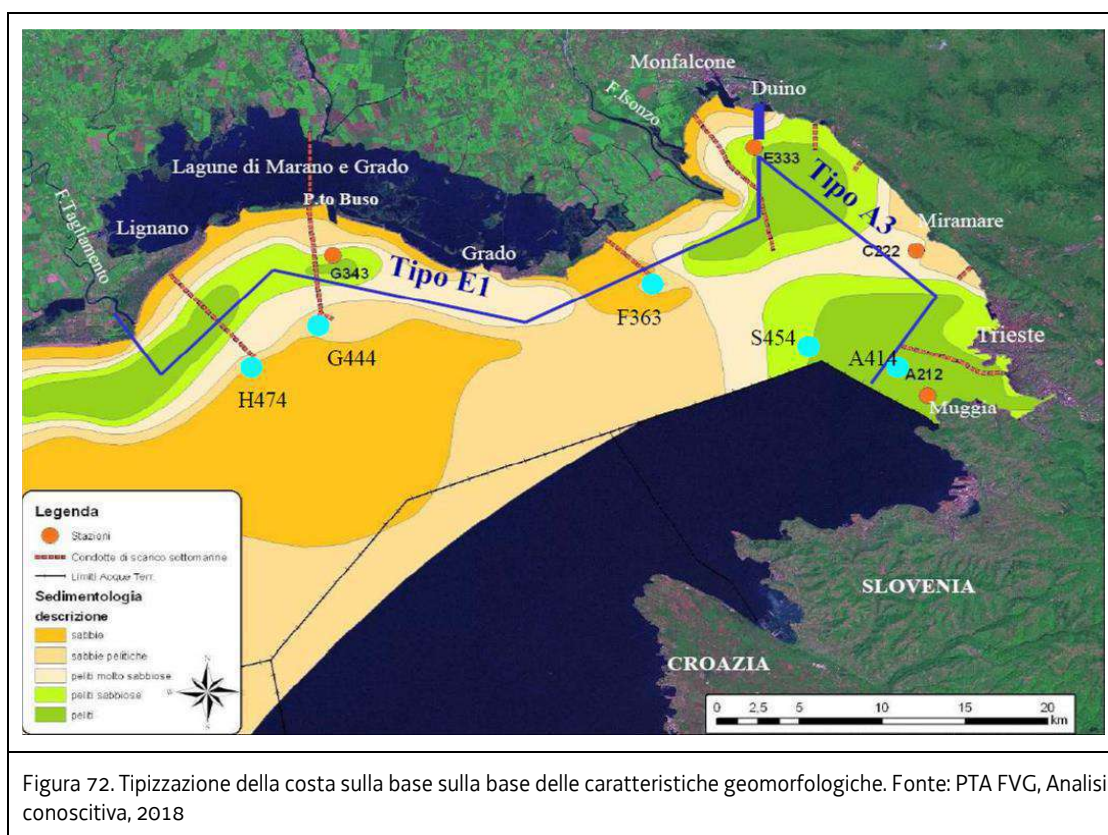 Monfalcone
Duino
F.Isonzo
E333
Lagune di Marano e Grado
P.to Buso
Tipo A3
F.Tagliamento
Lignano
Miramare
C222
Grado
G343
Tipo E1
F363
G444
S454
Trieste
H474
A414
A212
Muggia
Legenda
Stazioni
Condotte di scarico sottomarine
Limiti Acque Terr.
Sedimentologia
descrizione
sabbie
sabbie pelitiche
peliti molto sabbiose
peliti sabbiose
peliti
N
W
S
SLOVENIA
CROAZIA
0 2,5 5 10 15 20
km
Figura 72. Tipizzazione della costa sulla base sulla base delle caratteristiche geomorfologiche. Fonte: PTA FVG, Analisi
conoscitiva, 2018